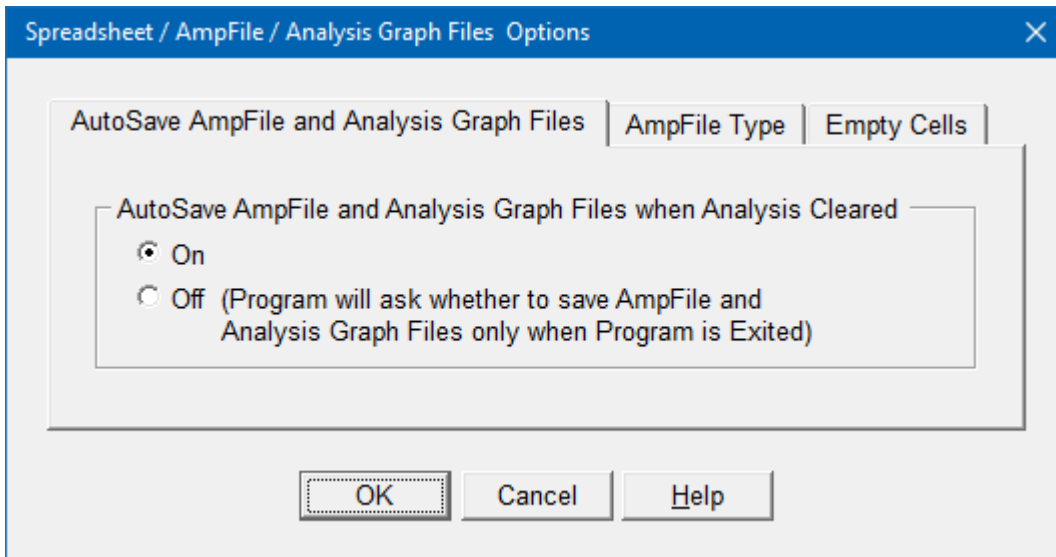 Spreadsheet / AmpFile / Analysis Graph Files Options
AutoSave AmpFile and Analysis Graph Files
AmpFile Type
Empty Cells
AutoSave AmpFile and Analysis Graph Files when Analysis Cleared
On
Off (Program will ask whether to save AmpFile and
Analysis Graph Files only when Program is Exited)
OK
Cancel
Help